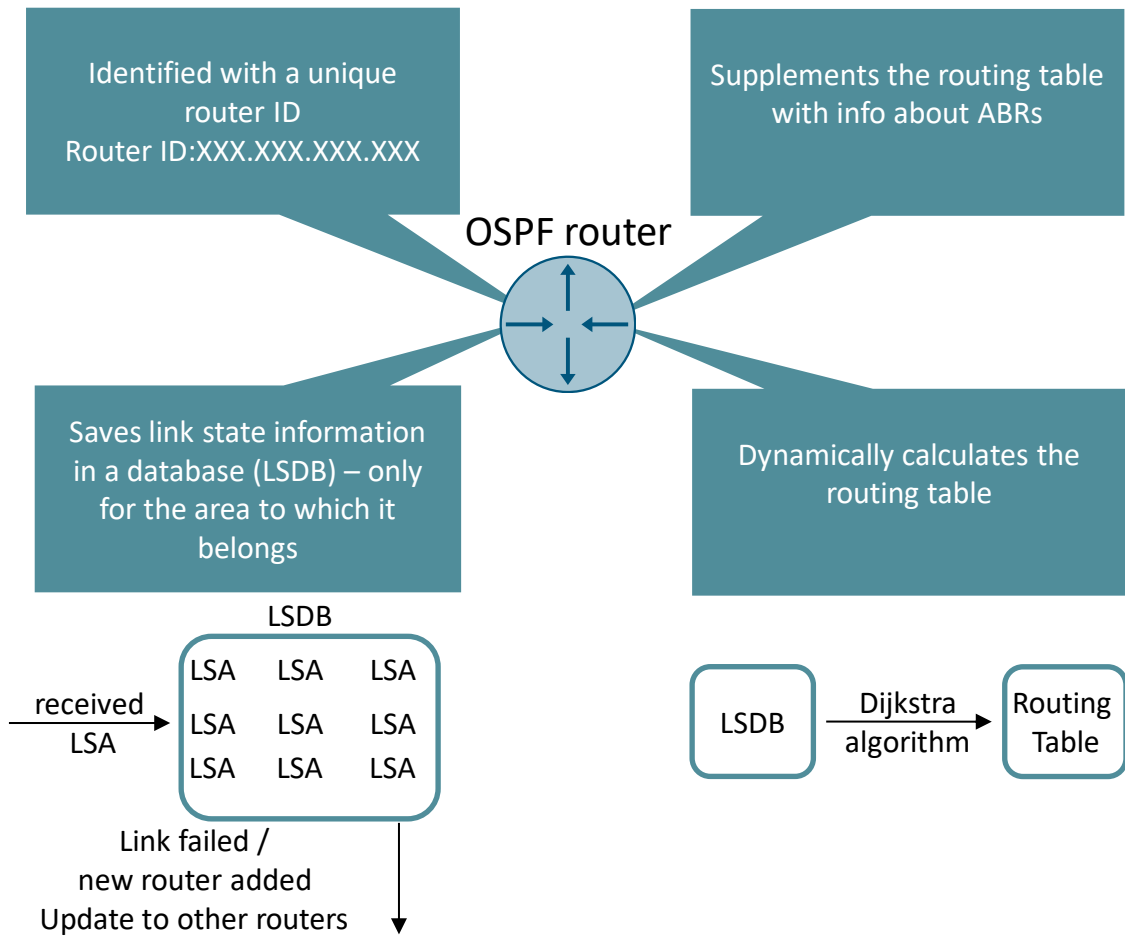 Identified with a unique
router ID
Router ID:XXX.XXX.XXX.XXX
Supplements the routing table
with info about ABRs
OSPF router
Saves link state information
in a database (LSDB) – only
for the area to which it
belongs
Dynamically calculates the
routing table
LSDB
LSA LSA LSA
LSA LSA LSA
LSA LSA LSA
received
LSA
Link failed /
new router added
Update to other routers
LSDB
Dijkstra
algorithm
Routing
Table